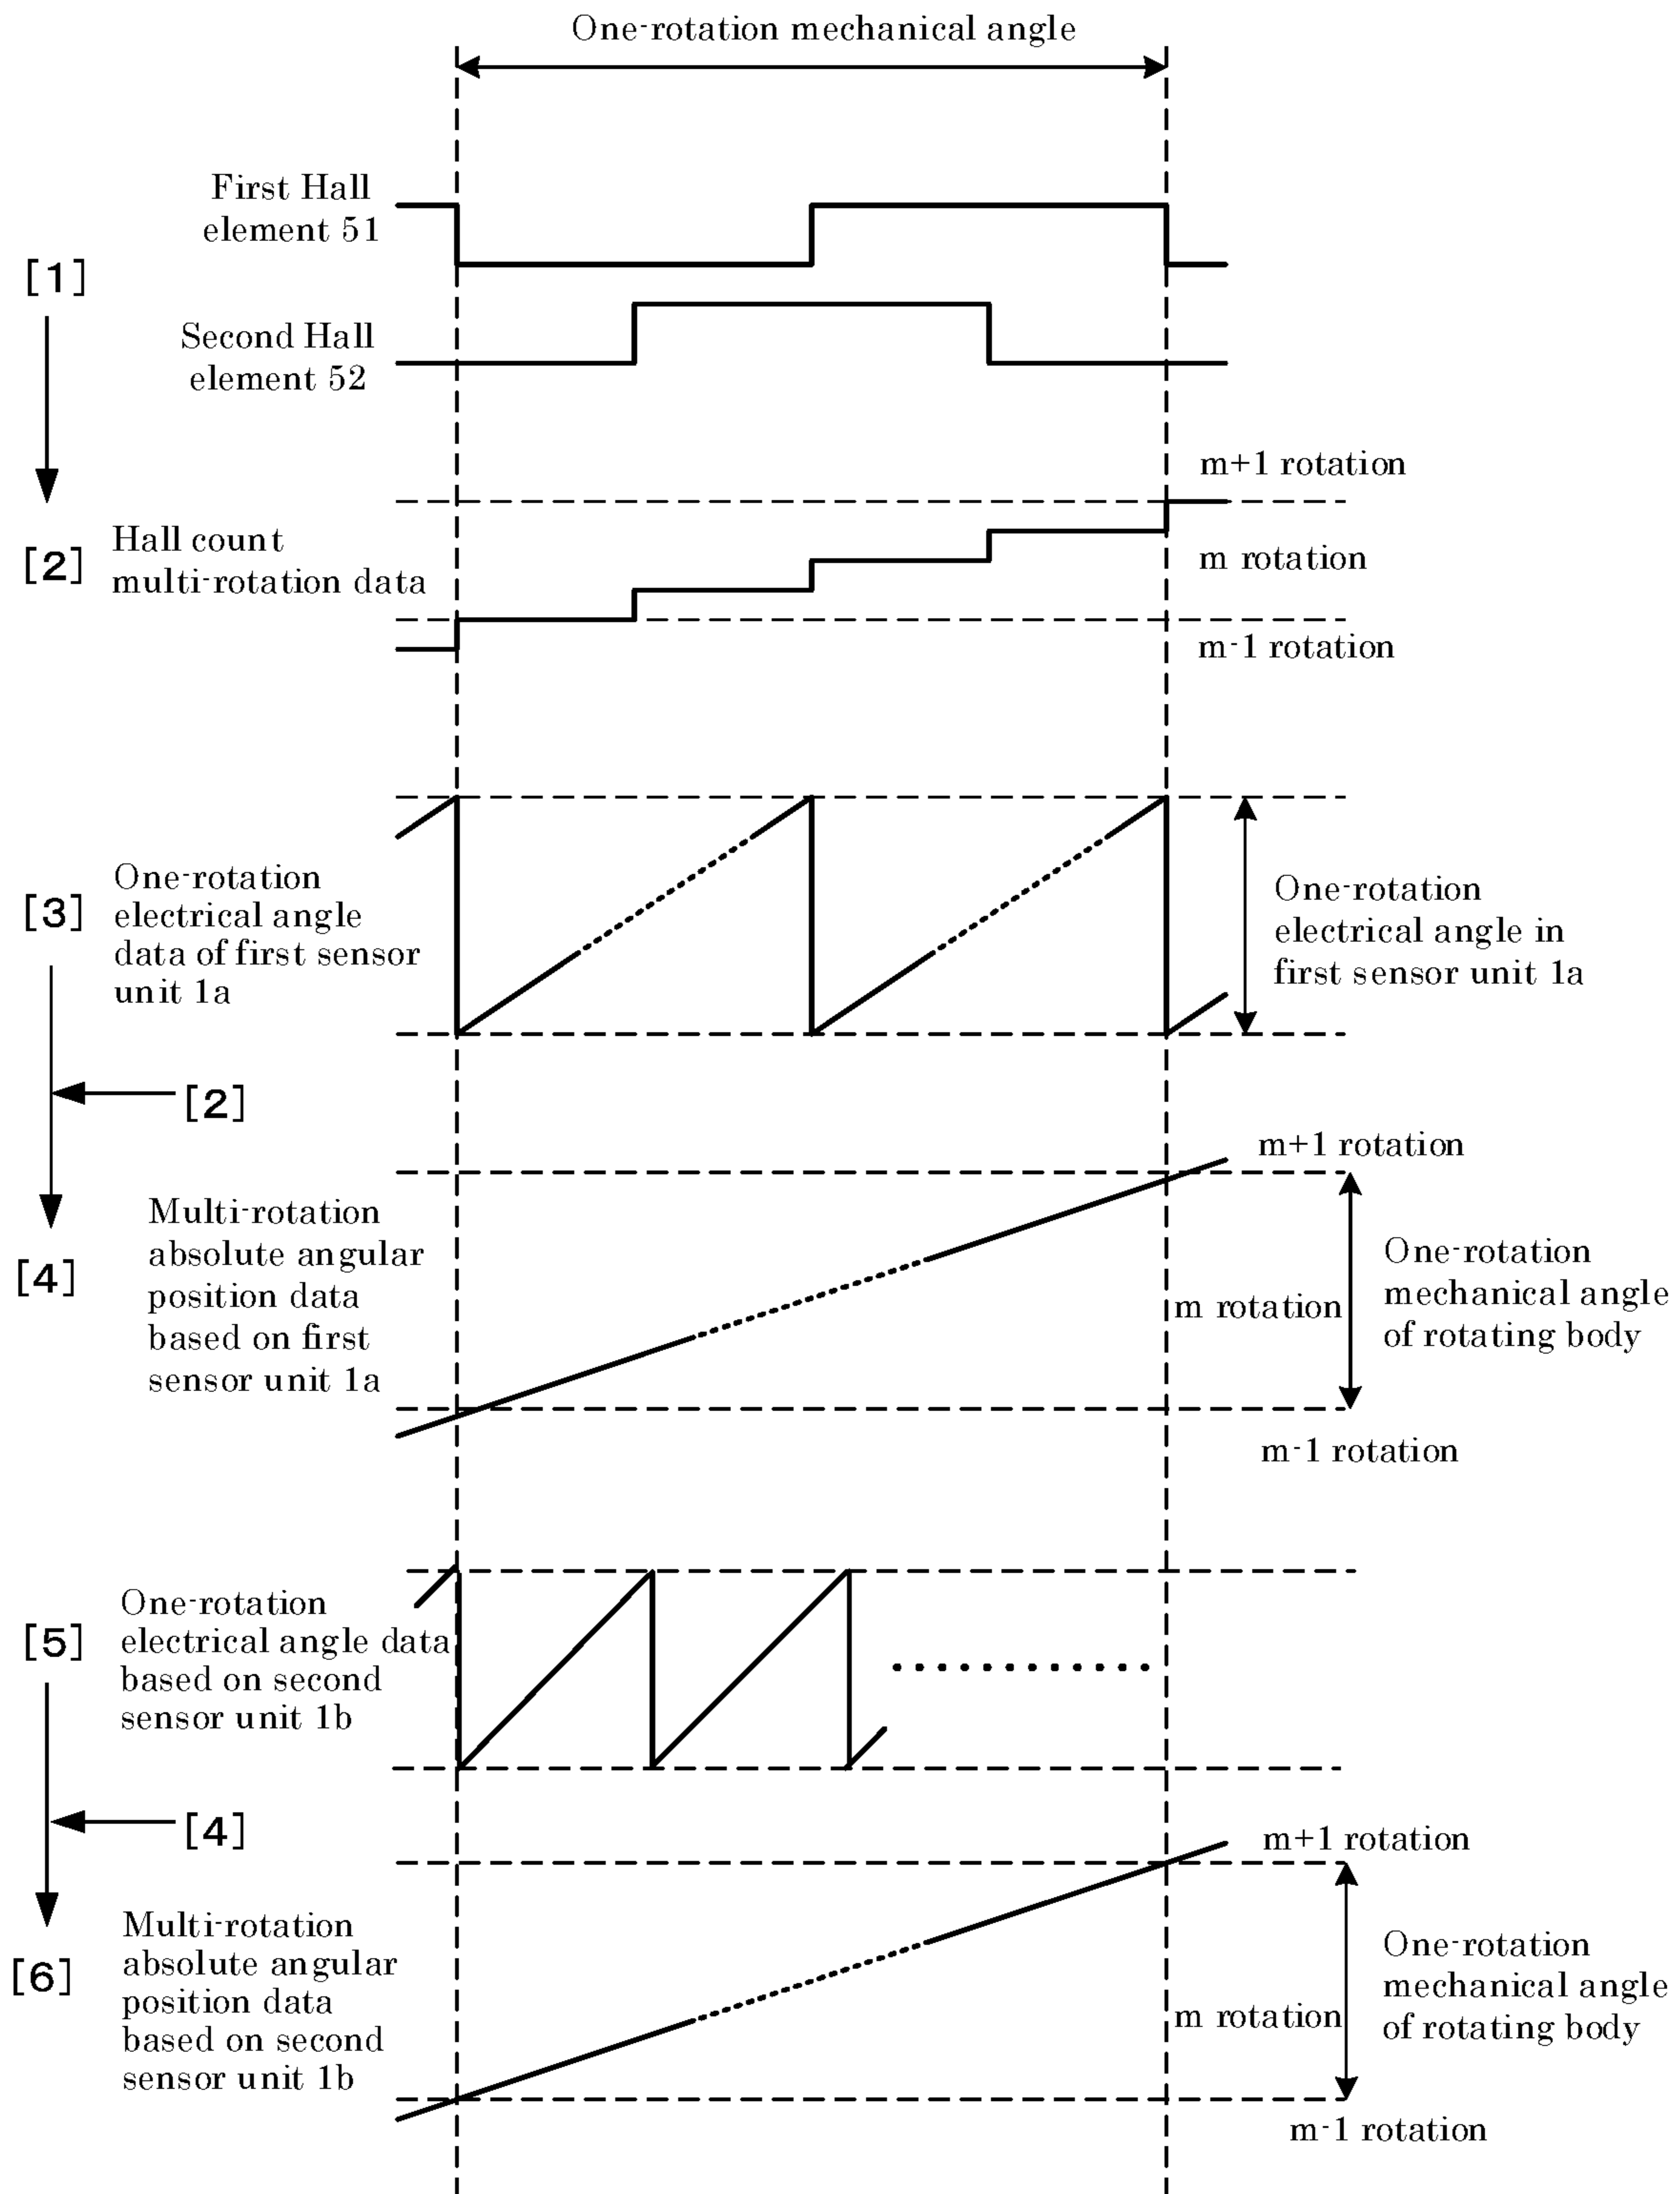 One-rotation mechanical angle
First Hall
element 51
[1]
Second Hall
element 52
m+1 rotation
[2]
Hall count
multi-rotation data
m rotation
m-1 rotation
[3]
One-rotation
electrical angle
data of first sensor
unit 1a
One-rotation
electrical angle in
first sensor unit 1a
[2]
m+1 rotation
[4]
Multi-rotation
absolute angular
position data
based on first
sensor unit 1a
m rotation
One-rotation
mechanical angle
of rotating body
m-1 rotation
[5]
One-rotation
electrical angle data
based on second
sensor unit 1b
[4]
m+1 rotation
[6]
Multi-rotation
absolute angular
position data
based on second
sensor unit 1b
m rotation
One-rotation
mechanical angle
of rotating body
m-1 rotation